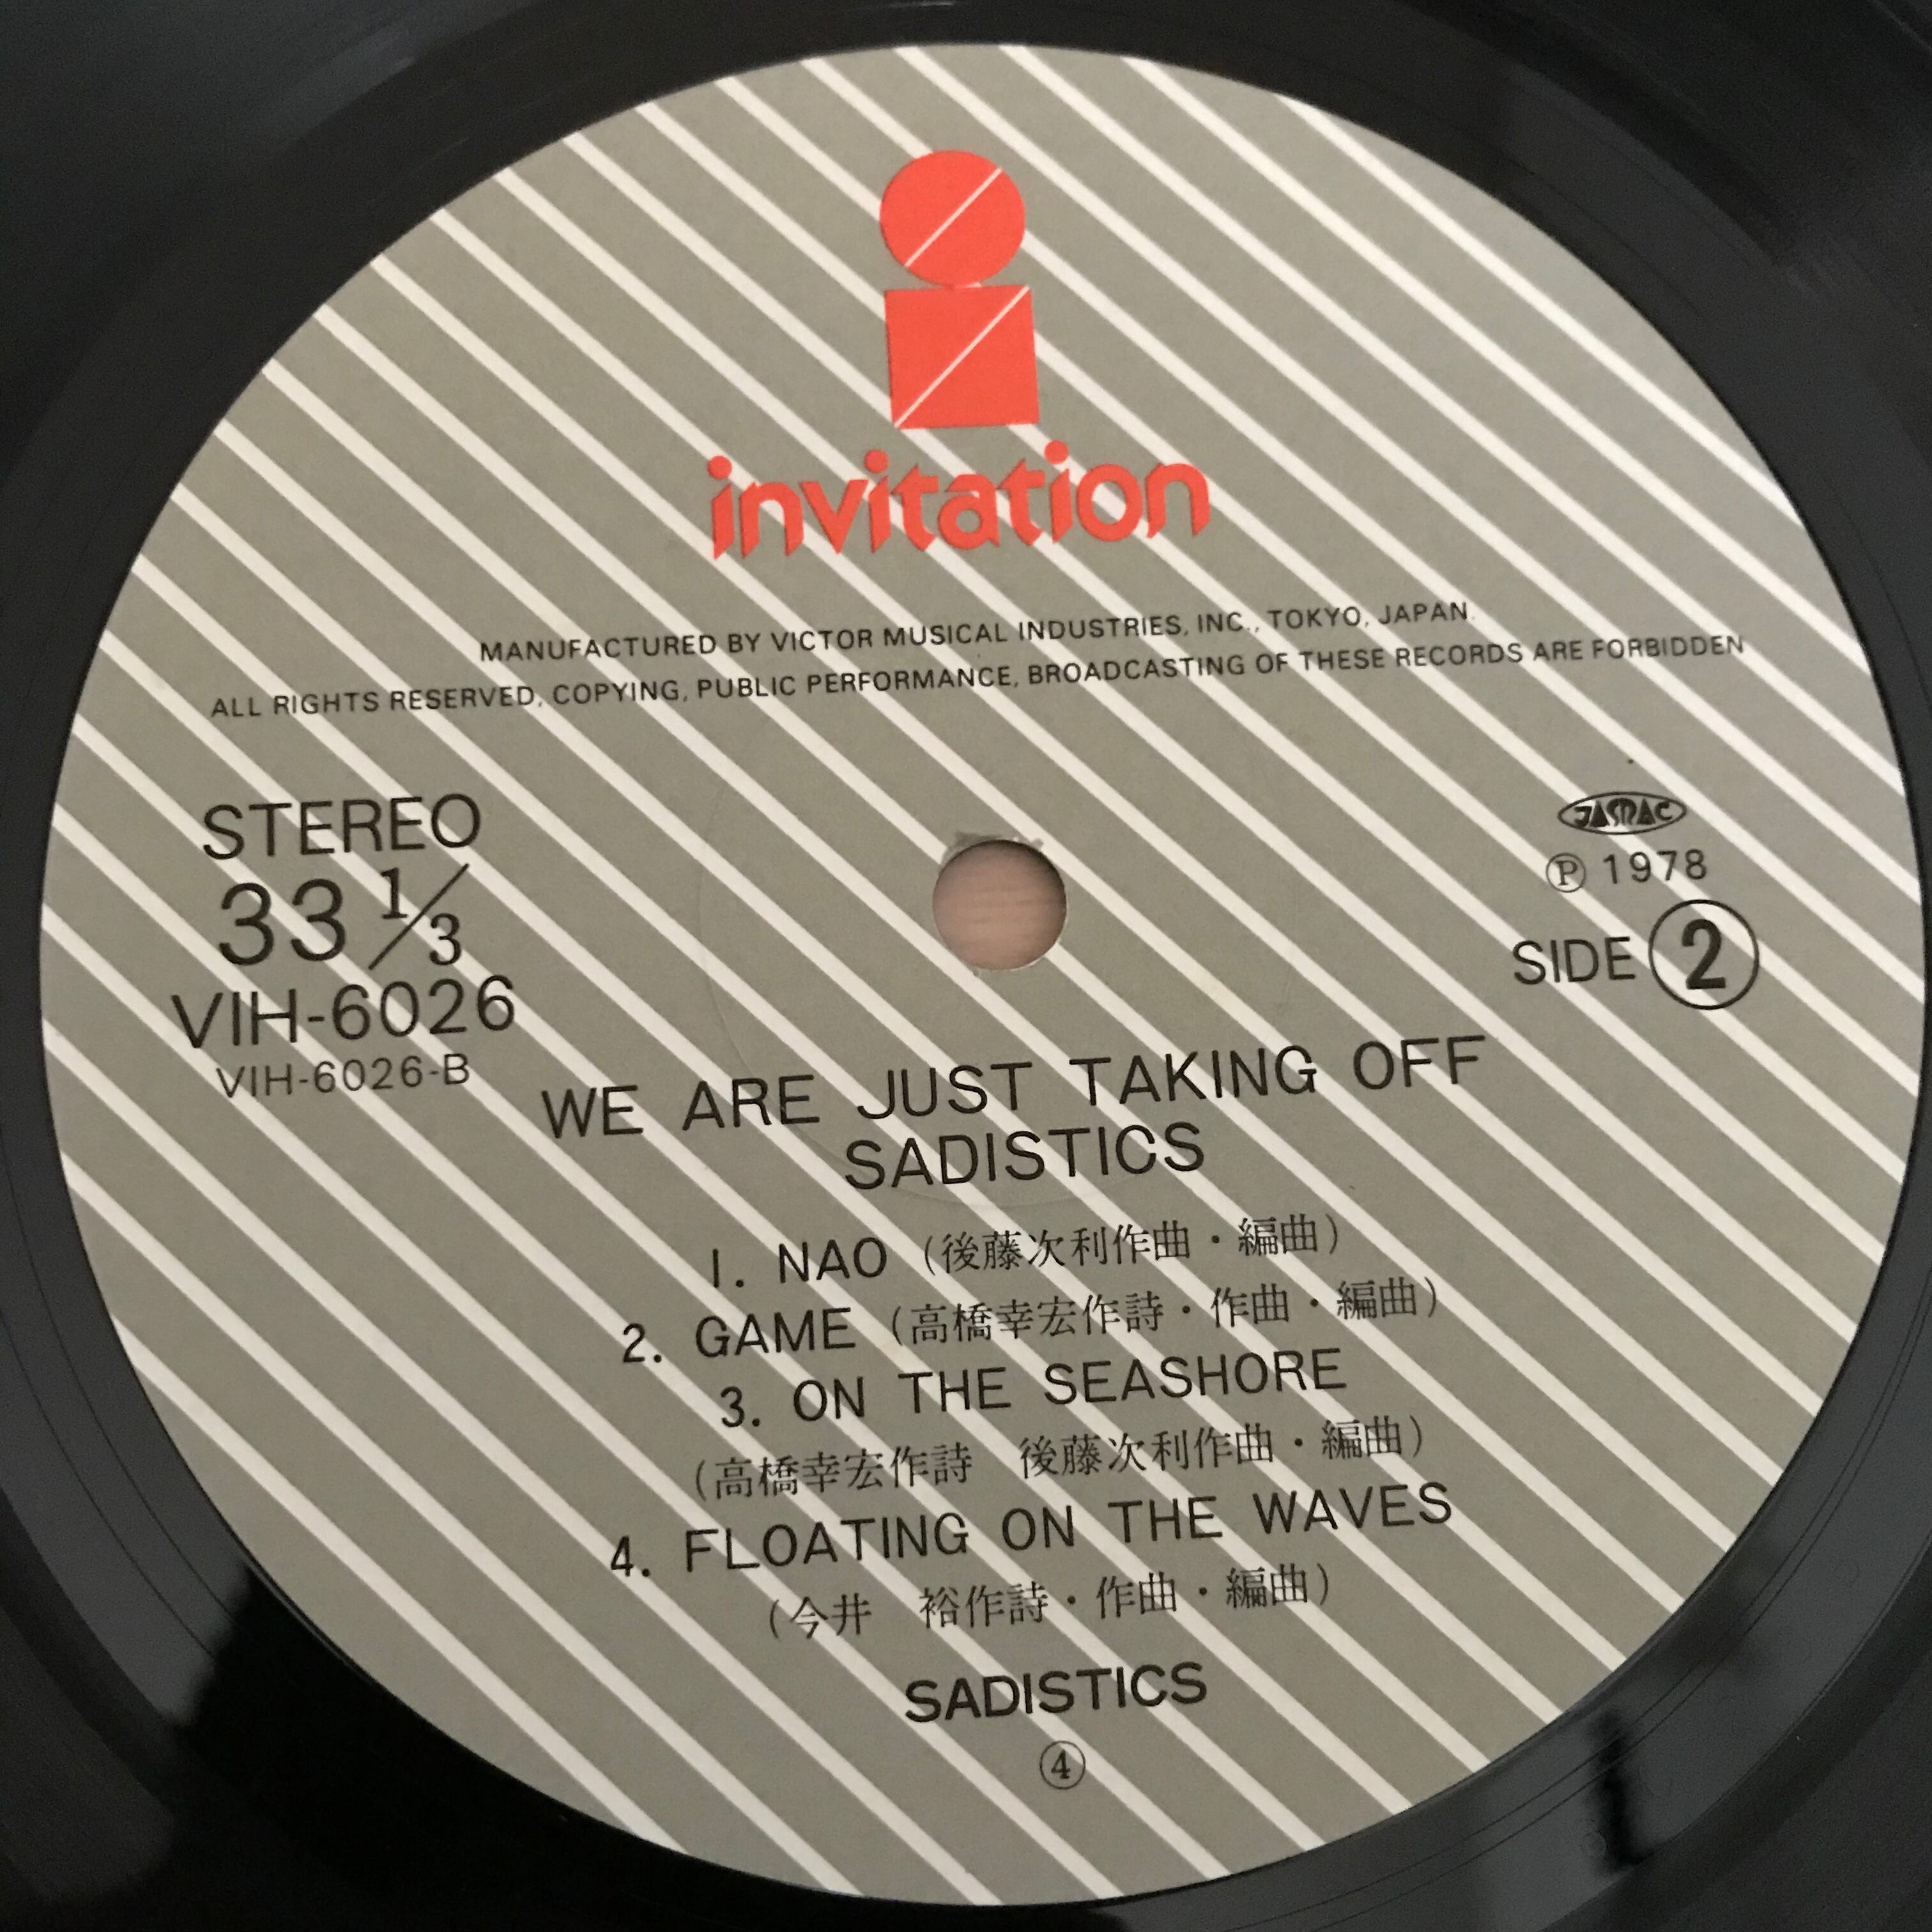 invitation
MANUFACTURED BY VICTOR MUSICAL INDUSTRIES, INC., TOKYO, JAPAN.
ALL RIGHTS RESERVED, COPYING, PUBLIC PERFORMANCE, BROADCASTING OF THESE RECORDS ARE FORBIDDEN
STEREO
33 1/3
VIH-6026
VIH-6026-B
JASRAC
Ⓟ 1978
SIDE ②
WE ARE JUST TAKING OFF
SADISTICS
1. NAO (後藤次利作曲・編曲)
2. GAME (高橋幸宏作詩・作曲・編曲)
3. ON THE SEASHORE
(高橋幸宏作詩　後藤次利作曲・編曲)
4. FLOATING ON THE WAVES
(今井　裕作詩・作曲・編曲)
SADISTICS
④